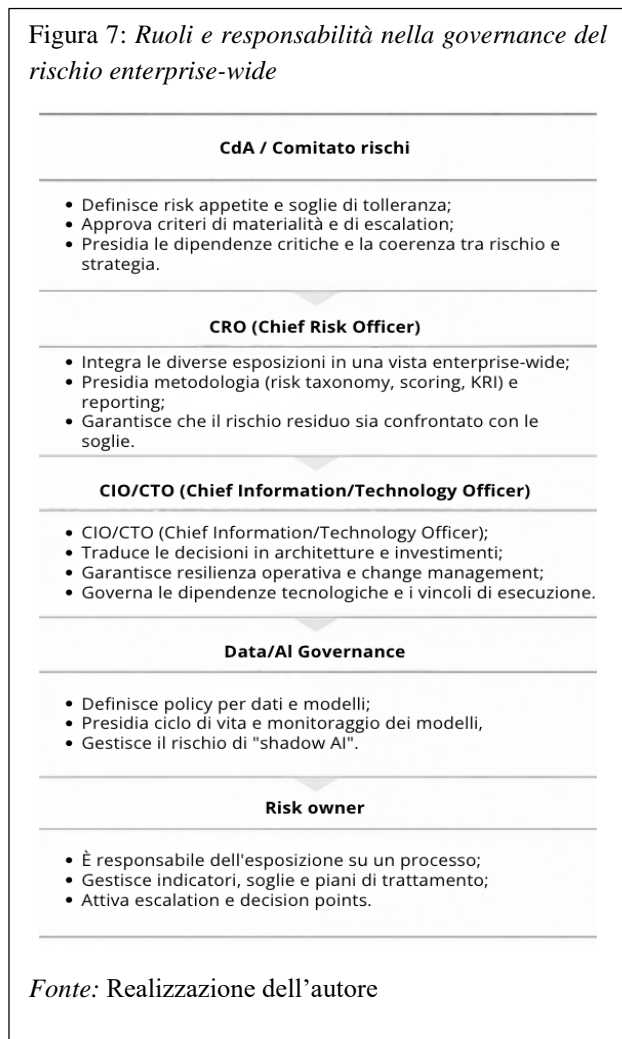 Figura 7: Ruoli e responsabilità nella governance del
rischio enterprise-wide
CdA / Comitato rischi
• Definisce risk appetite e soglie di tolleranza;
• Approva criteri di materialità e di escalation;
• Presidia le dipendenze critiche e la coerenza tra rischio e
strategia.
CRO (Chief Risk Officer)
• Integra le diverse esposizioni in una vista enterprise-wide;
• Presidia metodologia (risk taxonomy, scoring, KRI) e
reporting;
• Garantisce che il rischio residuo sia confrontato con le
soglie.
CIO/CTO (Chief Information/Technology Officer)
• CIO/CTO (Chief Information/Technology Officer);
• Traduce le decisioni in architetture e investimenti;
• Garantisce resilienza operativa e change management;
• Governa le dipendenze tecnologiche e i vincoli di esecuzione.
Data/AI Governance
• Definisce policy per dati e modelli;
• Presidia ciclo di vita e monitoraggio dei modelli,
• Gestisce il rischio di "shadow AI".
Risk owner
• È responsabile dell'esposizione su un processo;
• Gestisce indicatori, soglie e piani di trattamento;
• Attiva escalation e decision points.
Fonte: Realizzazione dell’autore